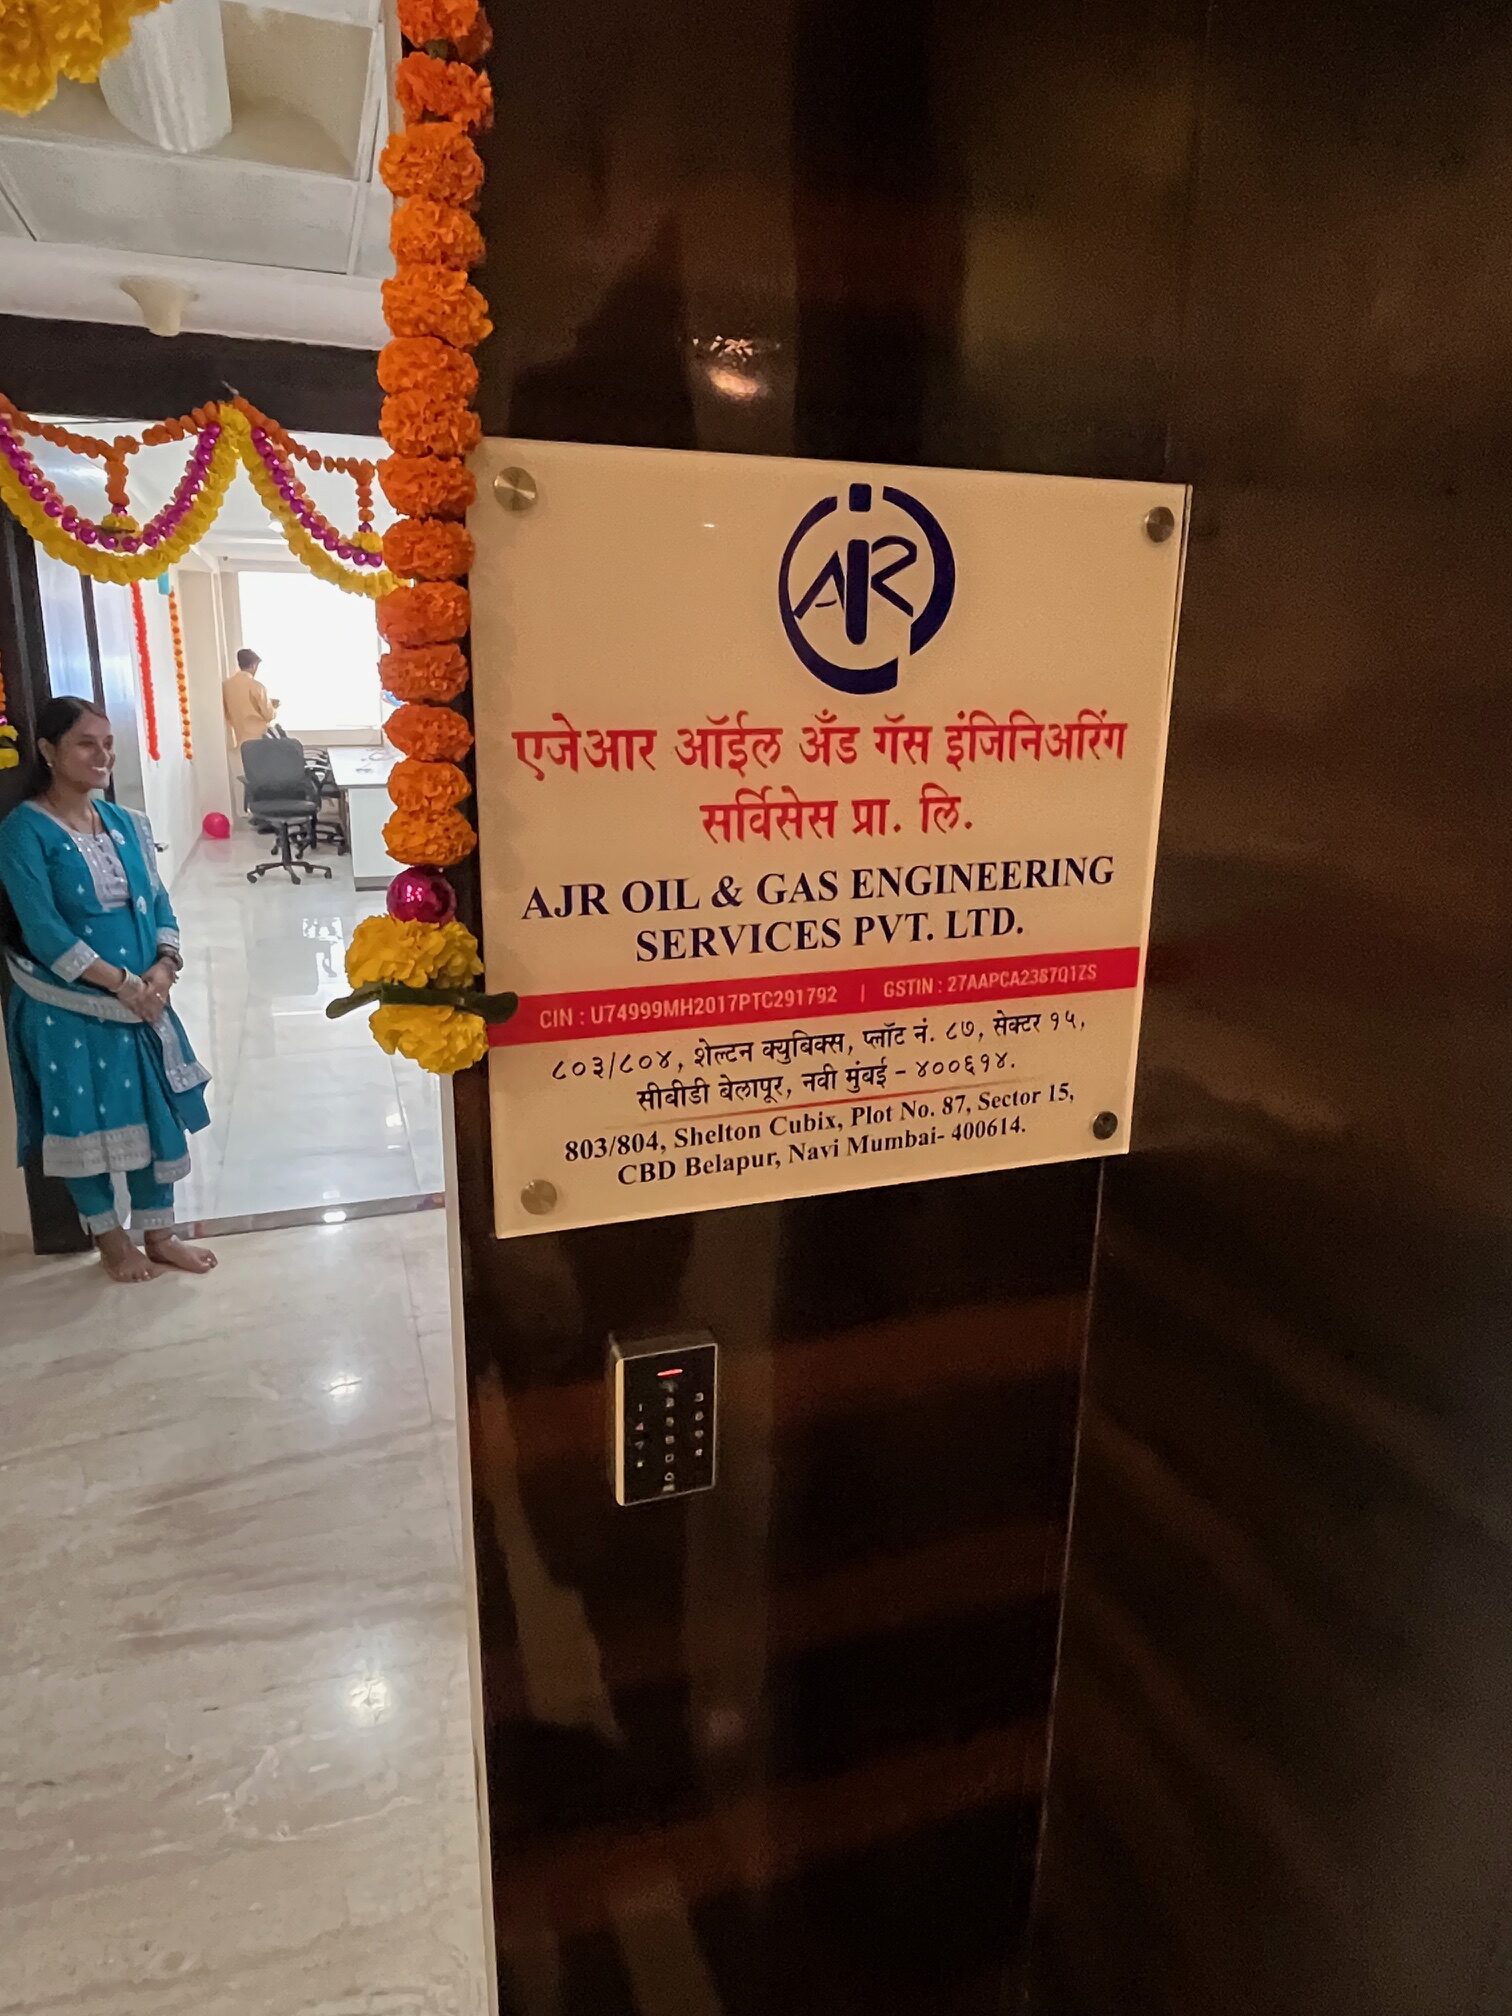 AJR
एजेआर ऑईल अँड गॅस इंजिनिअरिंग
सर्विसेस प्रा. लि.
AJR OIL & GAS ENGINEERING
SERVICES PVT. LTD.
CIN : U74999MH2017PTC291792 | GSTIN : 27AAPCA2387Q1ZS
८०३/८०४, शेल्टन क्युबिक्स, प्लॉट नं. ८७, सेक्टर १५,
सीबीडी बेलापूर, नवी मुंबई - ४००६१४.
803/804, Shelton Cubix, Plot No. 87, Sector 15,
CBD Belapur, Navi Mumbai- 400614.